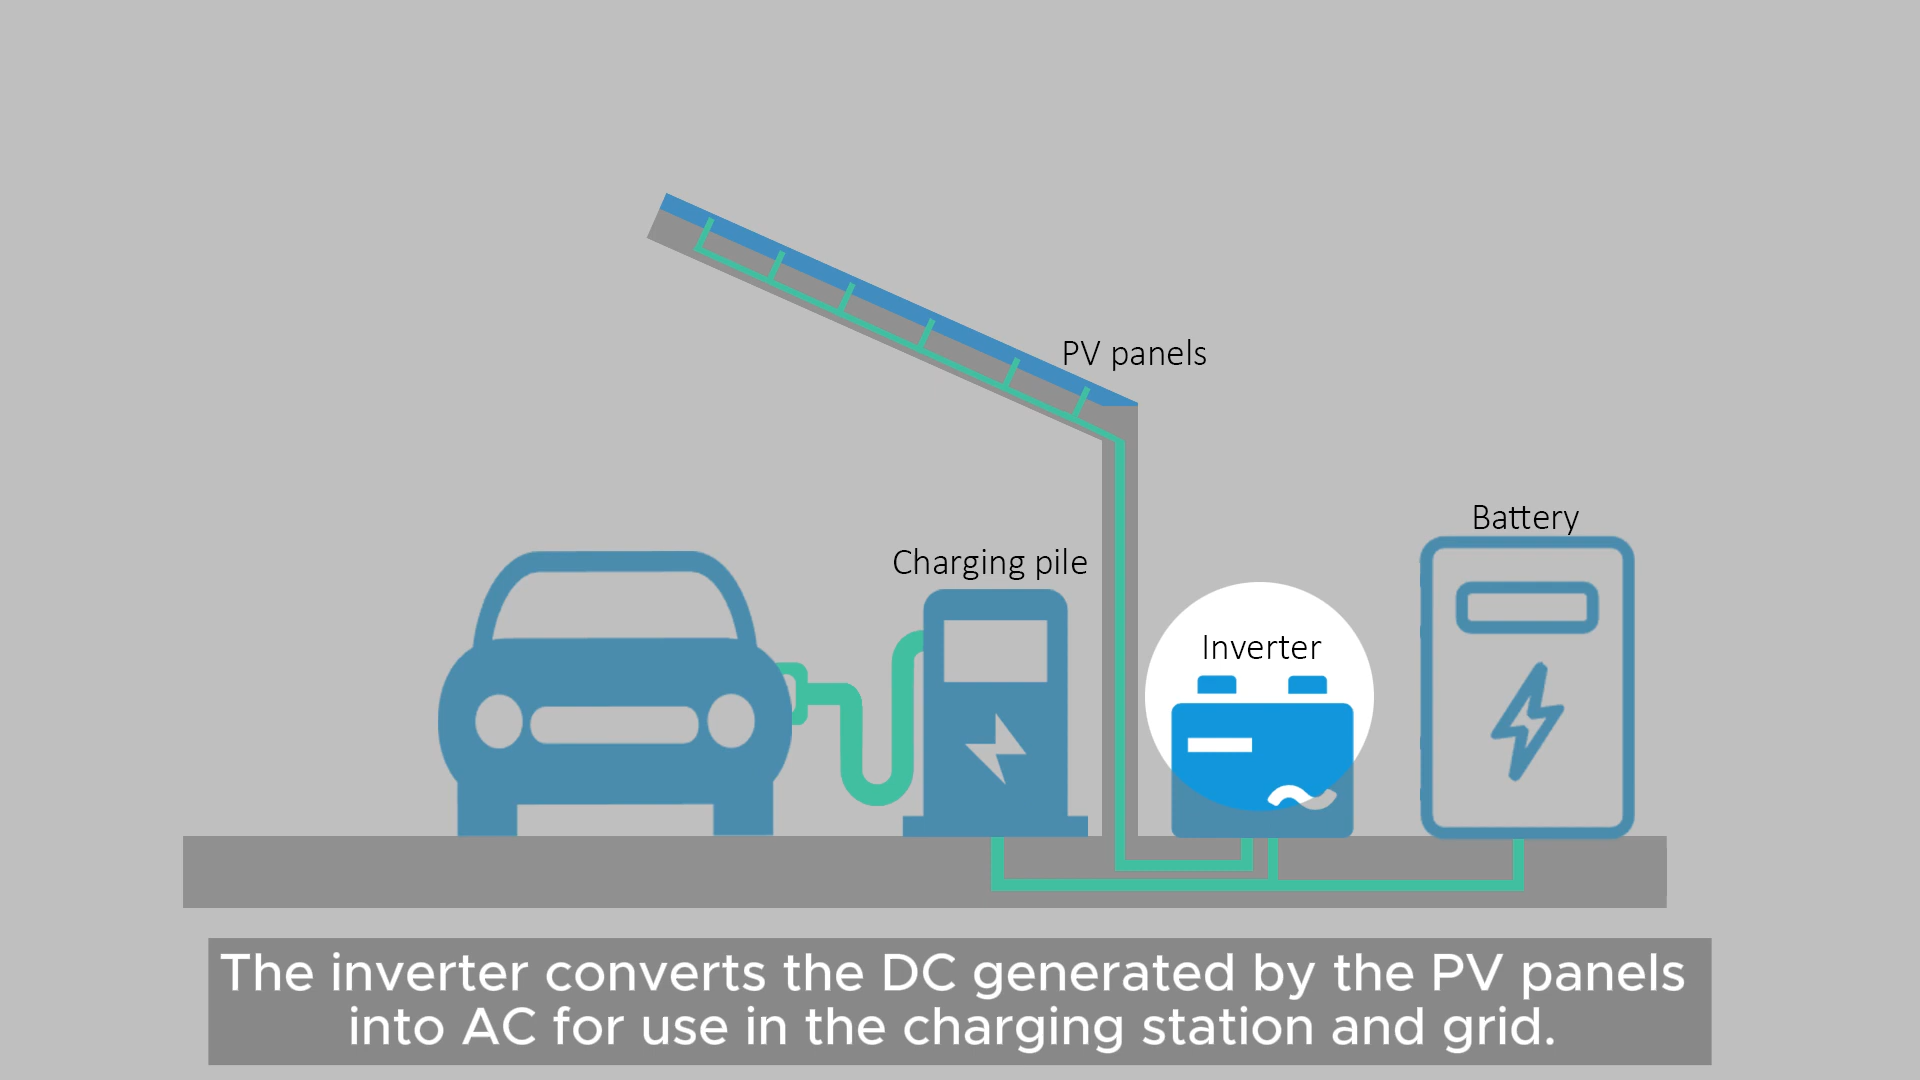 PV panels
Battery
Charging pile
Inverter
The inverter converts the DC generated by the PV panels
into AC for use in the charging station and grid.